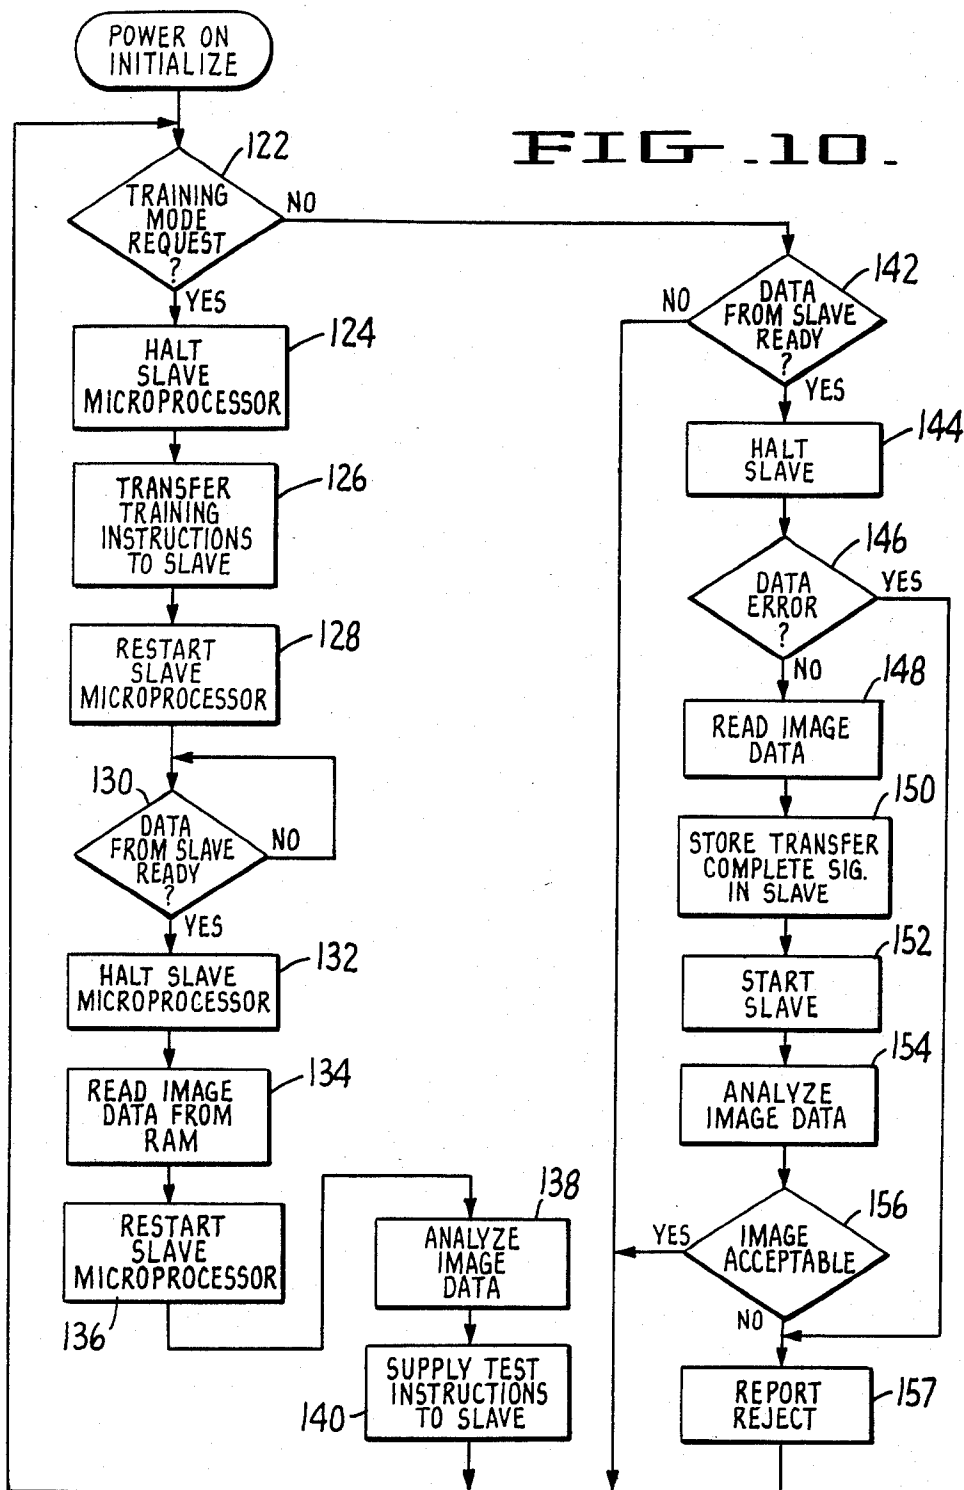 POWER ON
INITIALIZE
FIG. 10.
122
TRAINING
MODE
REQUEST
?
NO
YES
124
HALT
SLAVE
MICROPROCESSOR
126
TRANSFER
TRAINING
INSTRUCTIONS
TO SLAVE
128
RESTART
SLAVE
MICROPROCESSOR
130
DATA
FROM SLAVE
READY
?
NO
YES
132
HALT SLAVE
MICROPROCESSOR
134
READ IMAGE
DATA FROM
RAM
RESTART
SLAVE
MICROPROCESSOR
136
138
ANALYZE
IMAGE
DATA
SUPPLY TEST
INSTRUCTIONS
TO SLAVE
140
142
DATA
FROM SLAVE
READY
?
NO
YES
144
HALT
SLAVE
146
DATA
ERROR
?
YES
NO
148
READ IMAGE
DATA
150
STORE TRANSFER
COMPLETE SIG.
IN SLAVE
152
START
SLAVE
154
ANALYZE
IMAGE DATA
156
IMAGE
ACCEPTABLE
YES
NO
157
REPORT
REJECT